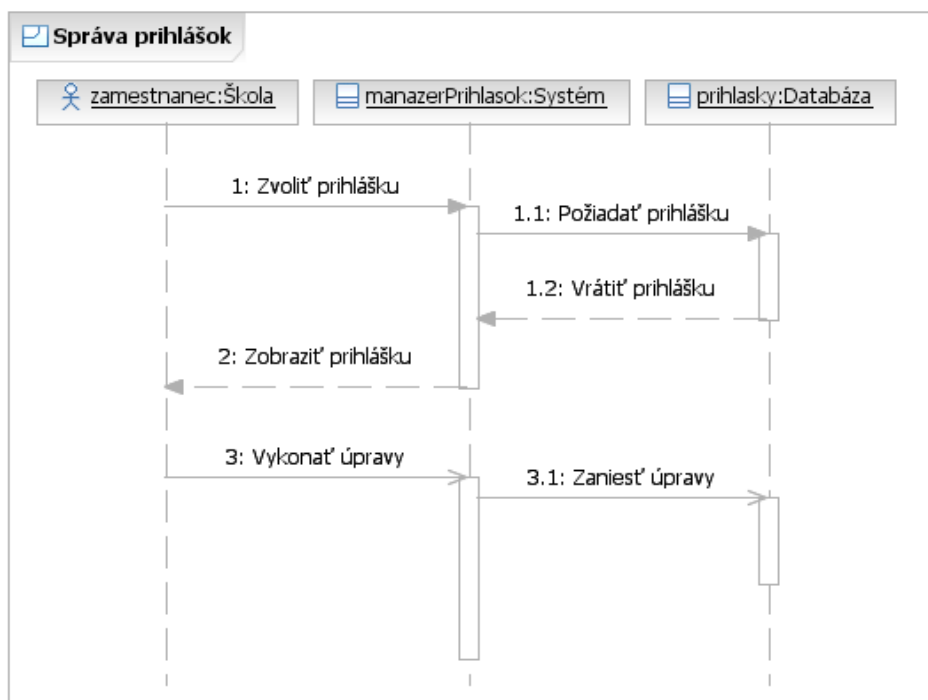 Správa prihlášok
zamestnanec:Škola
manazerPrihlasok:Systém
prihlasky:Databáza
1: Zvoliť prihlášku
1.1: Požiadať prihlášku
1.2: Vrátiť prihlášku
2: Zobraziť prihlášku
3: Vykonať úpravy
3.1: Zaniesť úpravy